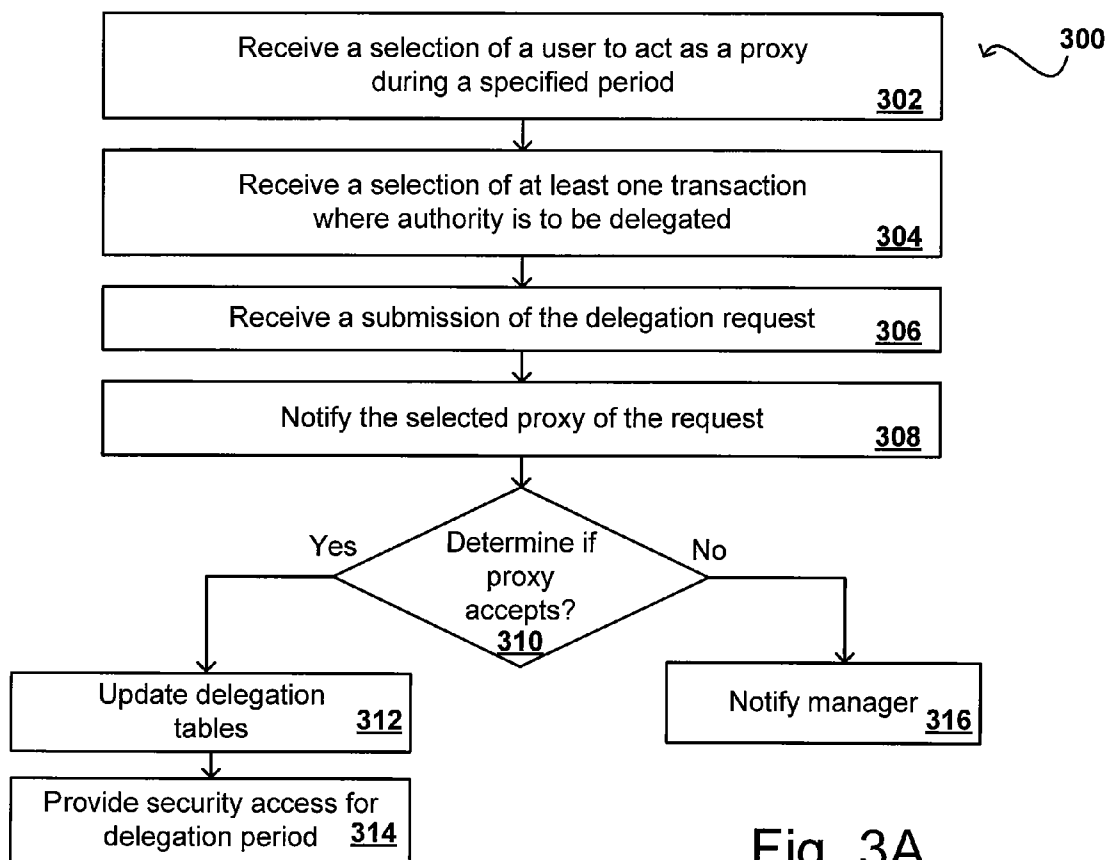 Receive a selection of a user to act as a proxy
during a specified period
302
300
Receive a selection of at least one transaction
where authority is to be delegated
304
Receive a submission of the delegation request
306
Notify the selected proxy of the request
308
Yes
Determine if
proxy
accepts?
310
No
Update delegation
tables
312
Notify manager
316
Provide security access for
delegation period
314
Fig. 3A